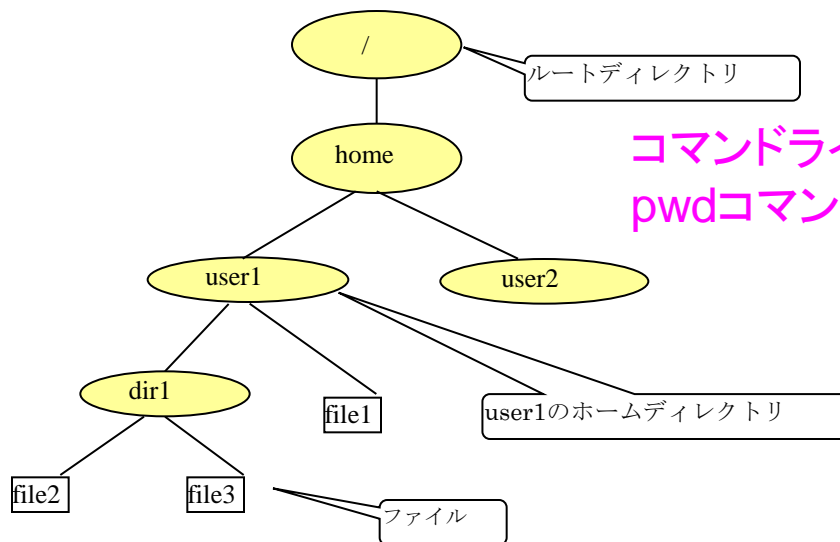 /
ルートディレクトリ
home
コマンドライ
pwdコマン
user1
user2
dir1
file1
user1のホームディレクトリ
file2
file3
ファイル